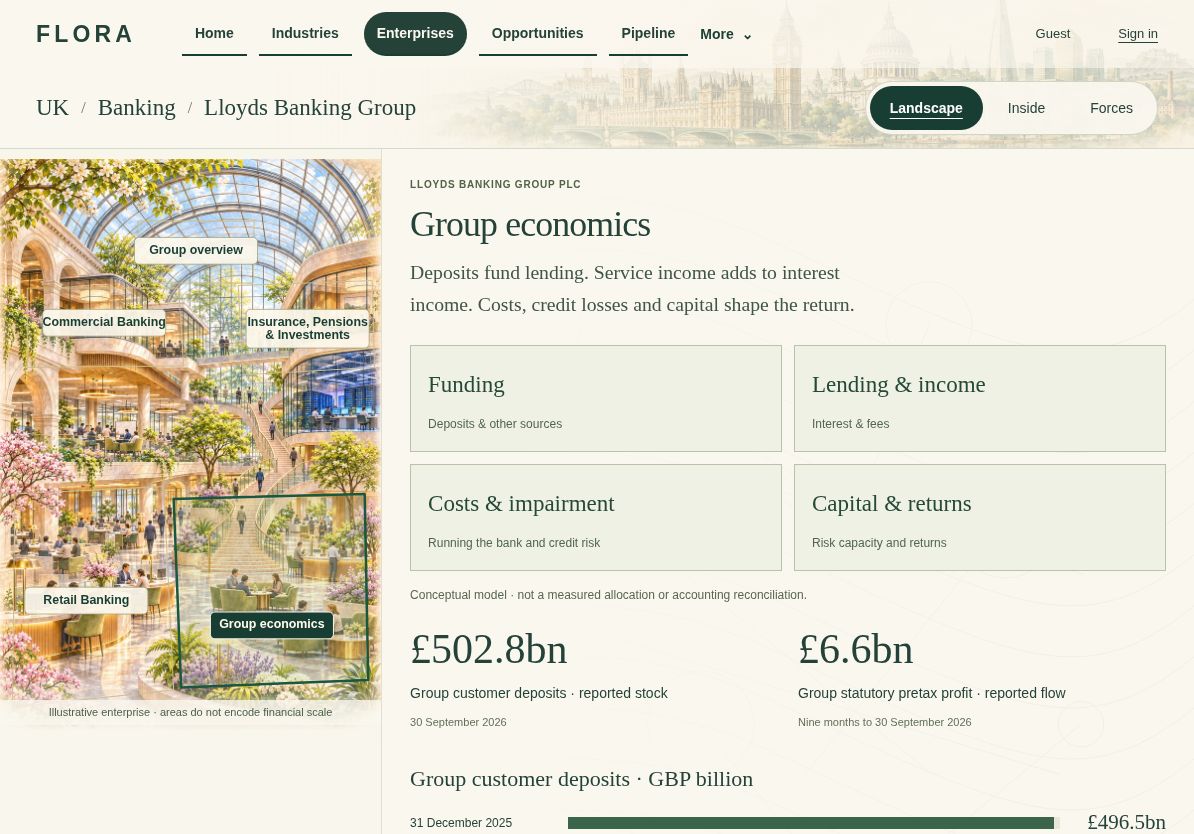 FLORA
Home
Industries
Enterprises
Opportunities
Pipeline
More
Guest
Sign in
UK / Banking / Lloyds Banking Group
Landscape
Inside
Forces
Group overview
Commercial Banking
Insurance, Pensions
& Investments
Retail Banking
Group economics
Illustrative enterprise · areas do not encode financial scale
LLOYDS BANKING GROUP PLC
Group economics
Deposits fund lending. Service income adds to interest
income. Costs, credit losses and capital shape the return.
Funding
Deposits & other sources
Lending & income
Interest & fees
Costs & impairment
Running the bank and credit risk
Capital & returns
Risk capacity and returns
Conceptual model · not a measured allocation or accounting reconciliation.
£502.8bn
Group customer deposits · reported stock
30 September 2026
£6.6bn
Group statutory pretax profit · reported flow
Nine months to 30 September 2026
Group customer deposits · GBP billion
31 December 2025
£496.5bn